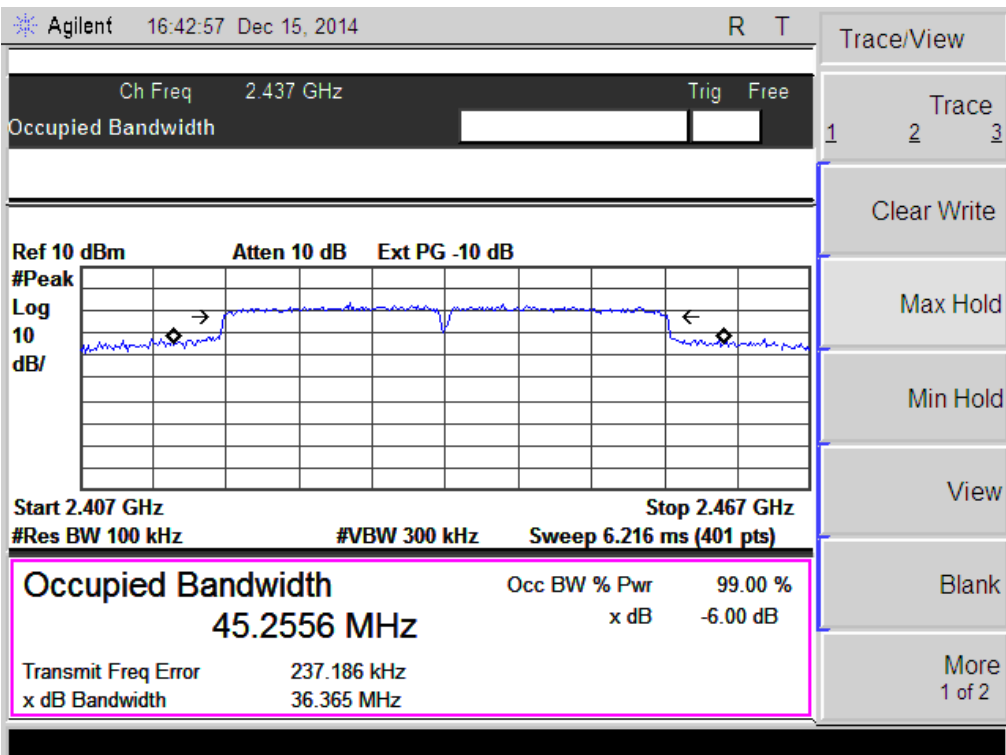 Agilent 16:42:57 Dec 15, 2014 R T
Trace/View
Ch Freq 2.437 GHz Trig Free
Occupied Bandwidth
Trace
1 2 3
Clear Write
Ref 10 dBm Atten 10 dB Ext PG -10 dB
#Peak
Log
10
dB/
Max Hold
Min Hold
View
Start 2.407 GHz Stop 2.467 GHz
#Res BW 100 kHz #VBW 300 kHz Sweep 6.216 ms (401 pts)
Occupied Bandwidth Occ BW % Pwr 99.00 %
45.2556 MHz x dB -6.00 dB
Transmit Freq Error 237.186 kHz
x dB Bandwidth 36.365 MHz
Blank
More
1 of 2